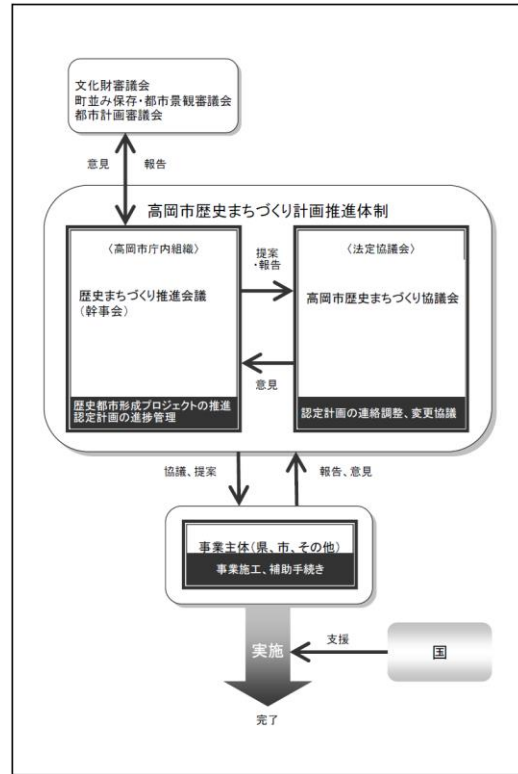 文化財審議会
町並み保存・都市景観審議会
都市計画審議会
意見
報告
高岡市歴史まちづくり計画推進体制
〈高岡市庁内組織〉
歴史まちづくり推進会議
(幹事会)
歴史都市形成プロジェクトの推進
認定計画の進捗管理
提案
・報告
意見
〈法定協議会〉
高岡市歴史まちづくり協議会
認定計画の連絡調整、変更協議
協議、提案
報告、意見
事業主体(県、市、その他)
事業施工、補助手続き
実施
支援
国
完了